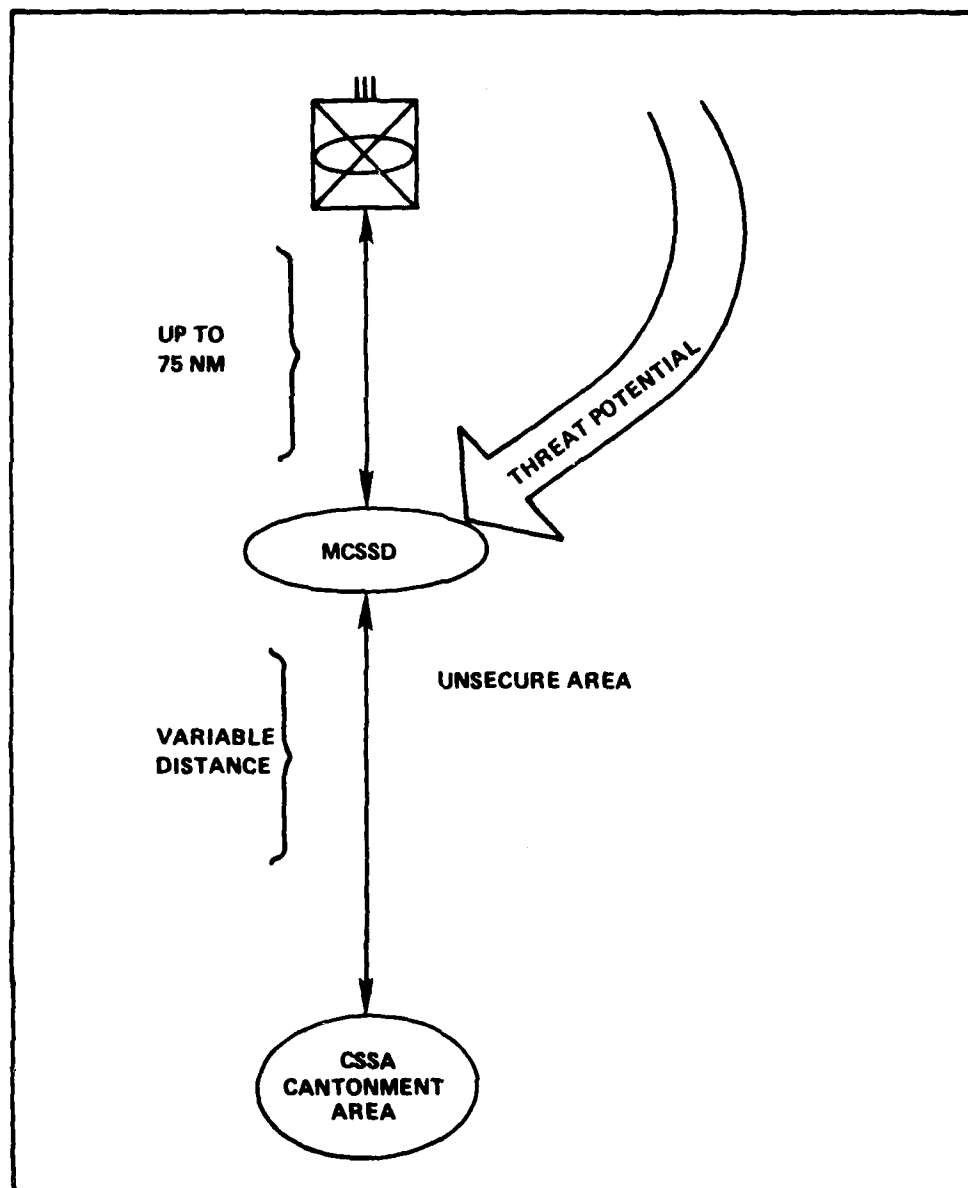 UP TO
75 NM
THREAT POTENTIAL
MCSSD
UNSECURE AREA
VARIABLE
DISTANCE
CSSA
CANTONMENT
AREA